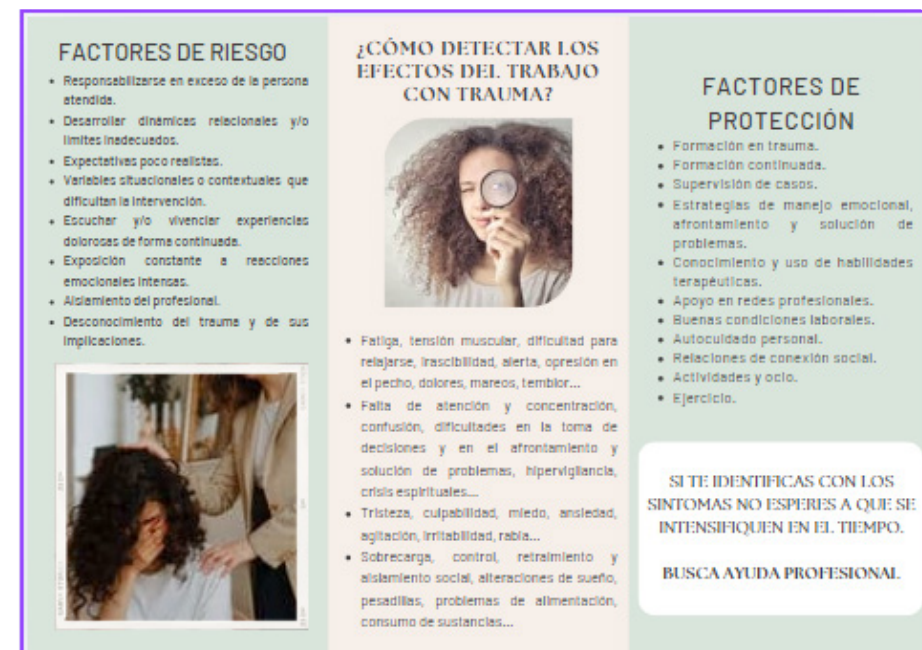 FACTORES DE RIESGO
• Responsabilizarse en exceso de la persona
atendida.
• Desarrollar dinámicas relacionales y/o
límites inadecuados.
• Expectativas poco realistas.
• Variables situacionales o contextuales que
dificultan la intervención.
• Escuchar y/o vivenciar experiencias
dolorosas de forma continuada.
• Exposición constante a reacciones
emocionales intensas.
• Aislamiento del profesional.
• Desconocimiento del trauma y de sus
implicaciones.
¿CÓMO DETECTAR LOS
EFECTOS DEL TRABAJO
CON TRAUMA?
• Fatiga, tensión muscular, dificultad para
relajarse, irascibilidad, alerta, opresión en
el pecho, dolores, mareos, temblor...
• Falta de atención y concentración,
confusión, dificultades en la toma de
decisiones y en el afrontamiento y
solución de problemas, hipervigilancia,
crisis espirituales...
• Tristeza, culpabilidad, miedo, ansiedad,
agitación, irritabilidad, rabia...
• Sobrecarga, control, retraimiento y
aislamiento social, alteraciones de sueño,
pesadillas, problemas de alimentación,
consumo de sustancias...
FACTORES DE
PROTECCIÓN
• Formación en trauma.
• Formación continuada.
• Supervisión de casos.
• Estrategias de manejo emocional,
afrontamiento y solución de
problemas.
• Conocimiento y uso de habilidades
terapéuticas.
• Apoyo en redes profesionales.
• Buenas condiciones laborales.
• Autocuidado personal.
• Relaciones de conexión social.
• Actividades y ocio.
• Ejercicio.
SI TE IDENTIFICAS CON LOS
SÍNTOMAS NO ESPERES A QUE SE
INTENSIFIQUEN EN EL TIEMPO.
BUSCA AYUDA PROFESIONAL